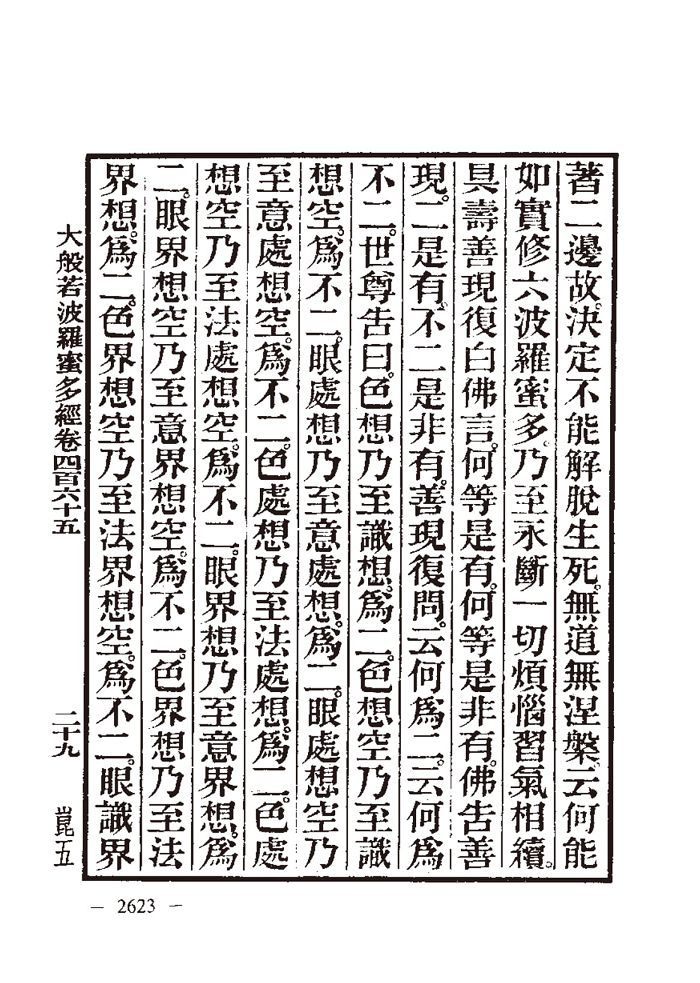 著二邊故。決定不能解脫生死。無道無涅槃。云何能
如實修六波羅蜜多。乃至永斷一切煩惱習氣相續。
具壽善現復白佛言。何等是有。何等是非有。佛告善
現。二是有。不二是非有。善現復問。云何爲二。云何爲
不二。世尊告曰。色想乃至識想。爲二。色想空乃至識
想空。爲不二。眼處想乃至意處想。爲二。眼處想空乃
至意處想空。爲不二。色處想乃至法處想。爲二。色處
想空乃至法處想空。爲不二。眼界想乃至意界想。爲
二。眼界想空乃至意界想空。爲不二。色界想乃至法
界想。爲二。色界想空乃至法界想空。爲不二。眼識界
大般若波羅蜜多經卷四百六十五
二十九
崑五
— 2623 —